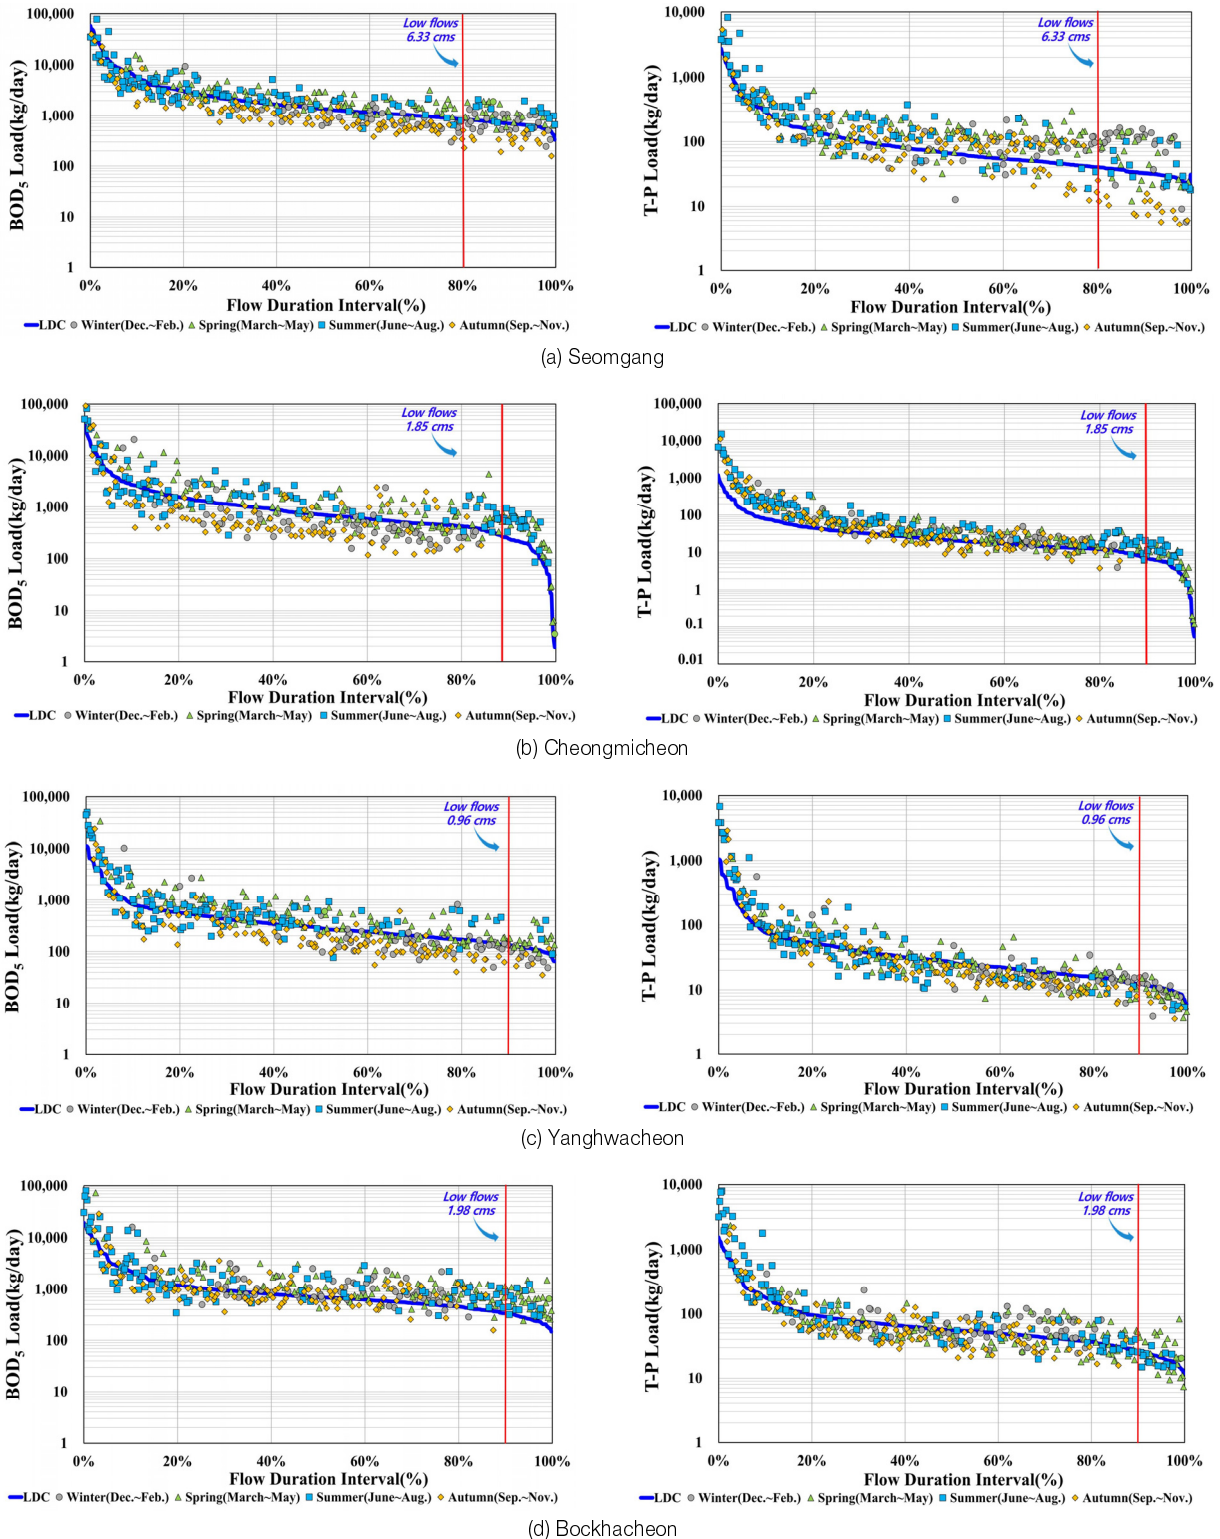 BOD5 Load(kg/day)
100,000
10,000
1,000
100
10
1
Low flows
6.33 cms
0% 20% 40% 60% 80% 100%
Flow Duration Interval(%)
LDC Winter(Dec.~Feb.) Spring(March~May) Summer(June~Aug.) Autumn(Sep.~Nov.)
T-P Load(kg/day)
10,000
1,000
100
10
1
Low flows
6.33 cms
0% 20% 40% 60% 80% 100%
Flow Duration Interval(%)
LDC Winter(Dec.~Feb.) Spring(March~May) Summer(June~Aug.) Autumn(Sep.~Nov.)
(a) Seomgang
BOD5 Load(kg/day)
100,000
10,000
1,000
100
10
1
Low flows
1.85 cms
0% 20% 40% 60% 80% 100%
Flow Duration Interval(%)
LDC Winter(Dec.~Feb.) Spring(March~May) Summer(June~Aug.) Autumn(Sep.~Nov.)
T-P Load(kg/day)
100,000
10,000
1,000
100
10
1
0.1
0.01
Low flows
1.85 cms
0% 20% 40% 60% 80% 100%
Flow Duration Interval(%)
LDC Winter(Dec.~Feb.) Spring(March~May) Summer(June~Aug.) Autumn(Sep.~Nov.)
(b) Cheongmicheon
BOD5 Load(kg/day)
100,000
10,000
1,000
100
10
1
Low flows
0.96 cms
0% 20% 40% 60% 80% 100%
Flow Duration Interval(%)
LDC Winter(Dec.~Feb.) Spring(March~May) Summer(June~Aug.) Autumn(Sep.~Nov.)
T-P Load(kg/day)
10,000
1,000
100
10
1
Low flows
0.96 cms
0% 20% 40% 60% 80% 100%
Flow Duration Interval(%)
LDC Winter(Dec.~Feb.) Spring(March~May) Summer(June~Aug.) Autumn(Sep.~Nov.)
(c) Yanghwacheon
BOD5 Load(kg/day)
100,000
10,000
1,000
100
10
1
Low flows
1.98 cms
0% 20% 40% 60% 80% 100%
Flow Duration Interval(%)
LDC Winter(Dec.~Feb.) Spring(March~May) Summer(June~Aug.) Autumn(Sep.~Nov.)
T-P Load(kg/day)
10,000
1,000
100
10
1
Low flows
1.98 cms
0% 20% 40% 60% 80% 100%
Flow Duration Interval(%)
LDC Winter(Dec.~Feb.) Spring(March~May) Summer(June~Aug.) Autumn(Sep.~Nov.)
(d) Bockhacheon